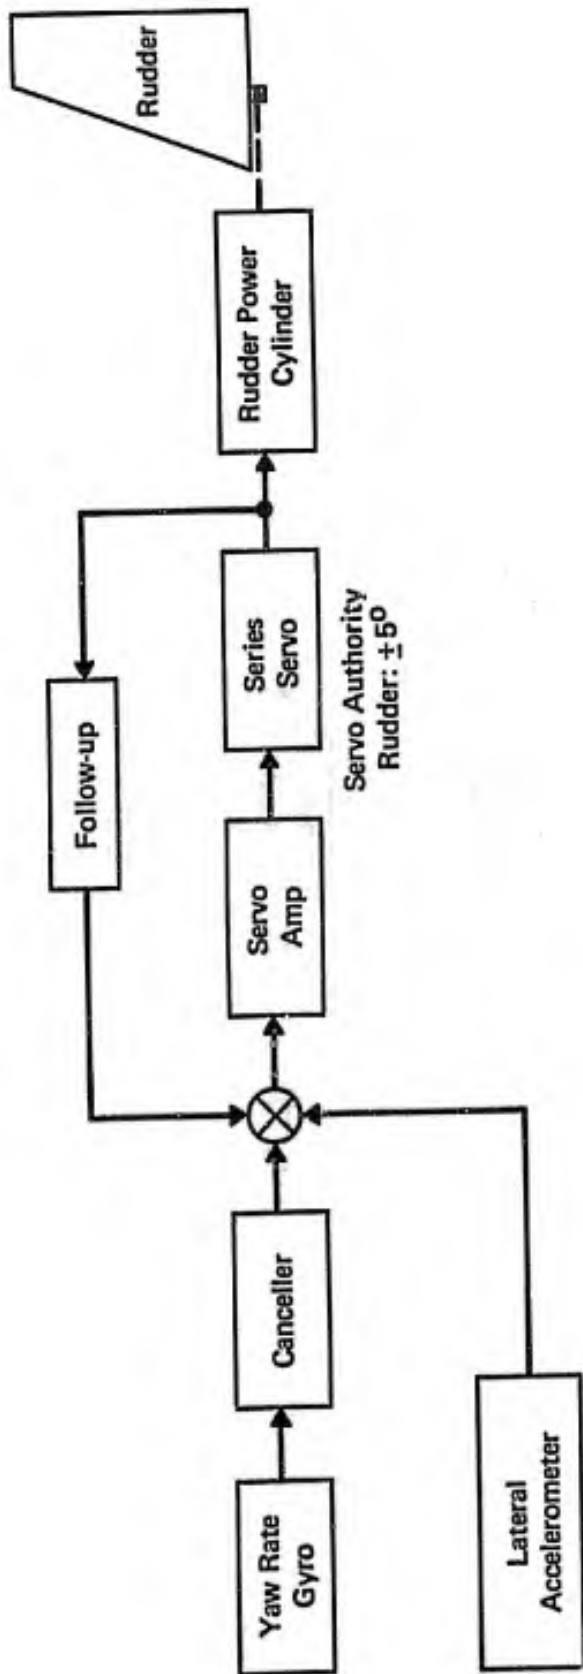 Yaw Rate
Gyro
Lateral
Accelerometer
Canceller
Servo
Amp
Follow-up
Series
Servo
Servo Authority
Rudder: ±5⁰
Rudder Power
Cylinder
Rudder